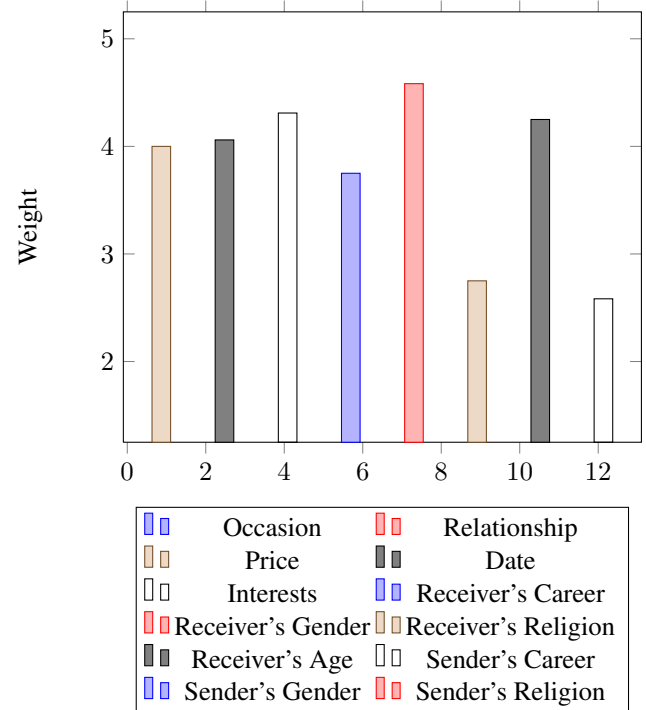 5
4
3
2
Weight
0 2 4 6 8 10 12
Occasion Relationship
Price Date
Interests Receiver's Career
Receiver's Gender Receiver's Religion
Receiver's Age Sender's Career
Sender's Gender Sender's Religion